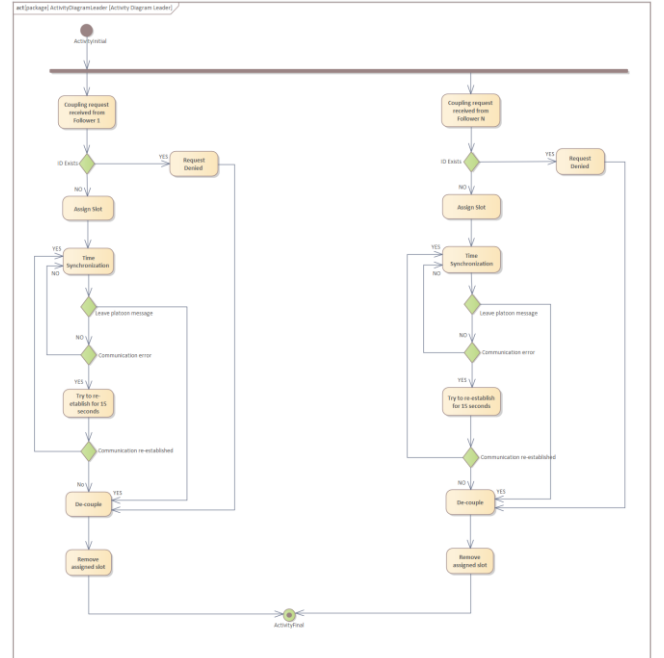 act [package] ActivityDiagramLeader [Activity Diagram Leader]
ActivityInitial
Coupling request
received from
Follower 1
ID Exists
YES
Request
Denied
NO
Assign Slot
YES
Time
Synchronization
NO
Leave platoon message
NO
Communication error
YES
Try to re-
etablish for 15
seconds
Communication re-established
No
YES
De-couple
Remove
assigned slot
Coupling request
received from
Follower N
ID Exists
YES
Request
Denied
NO
Assign Slot
YES
Time
Synchronization
NO
Leave platoon message
NO
Communication error
YES
Try to re-establish
for 15 seconds
Communication re-established
NO
YES
De-couple
Remove
assigned slot
ActivityFinal